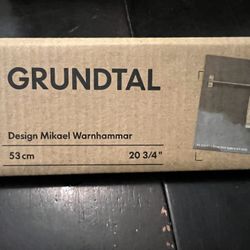 GRUNDTAL
Design Mikael Warnhammar
53 cm
20 3/4"